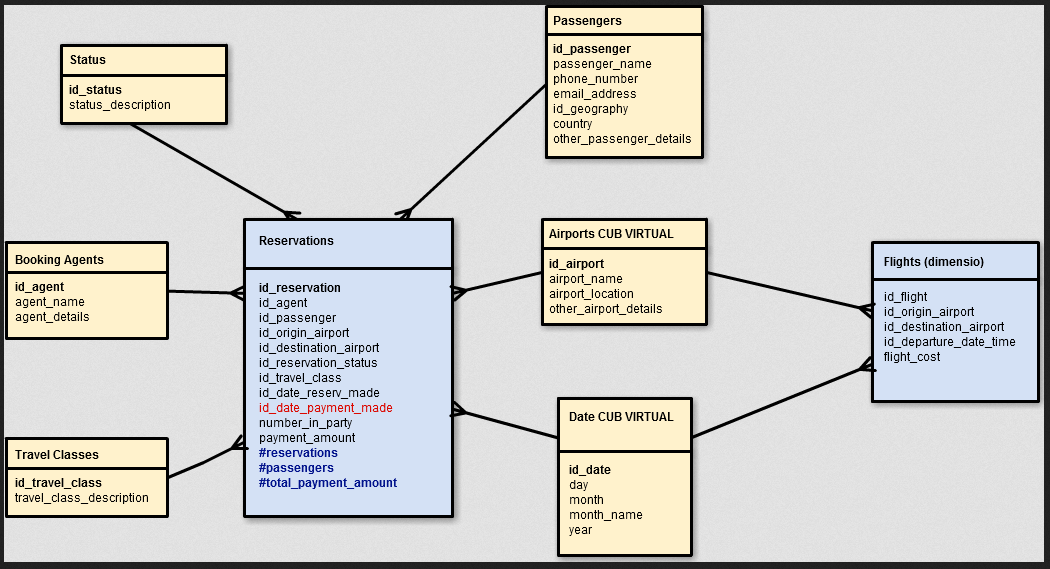 Passengers
id_passenger
passenger_name
phone_number
email_address
id_geography
country
other_passenger_details
Status
id_status
status_description
Booking Agents
id_agent
agent_name
agent_details
Reservations
id_reservation
id_agent
id_passenger
id_origin_airport
id_destination_airport
id_reservation_status
id_travel_class
id_date_reserv_made
id_date_payment_made
number_in_party
payment_amount
#reservations
#passengers
#total_payment_amount
Airports CUB VIRTUAL
id_airport
airport_name
airport_location
other_airport_details
Flights (dimensio)
id_flight
id_origin_airport
id_destination_airport
id_departure_date_time
flight_cost
Travel Classes
id_travel_class
travel_class_description
Date CUB VIRTUAL
id_date
day
month
month_name
year